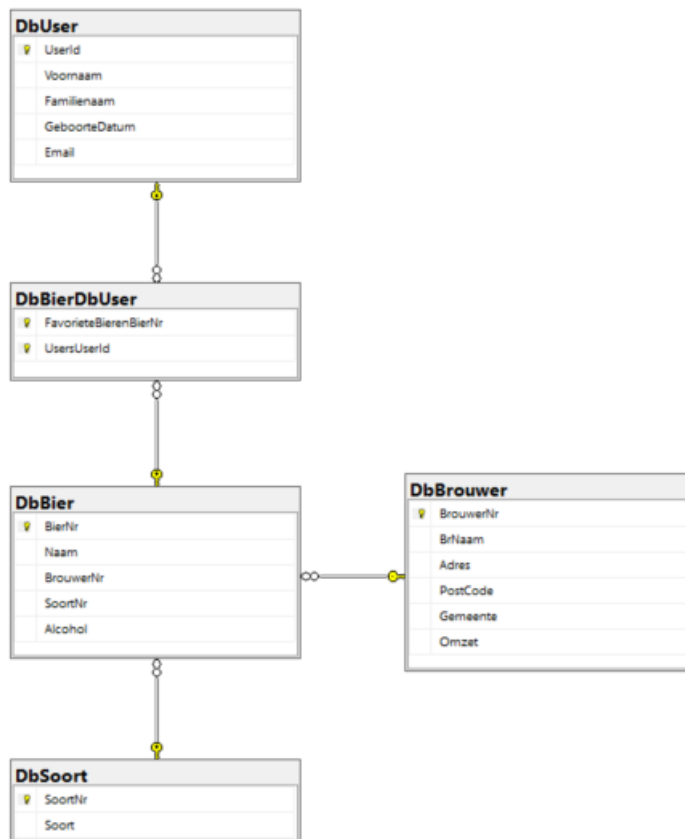 DbUser
UserId
Voornaam
Familienaam
GeboorteDatum
Email
DbBierDbUser
FavorieteBierenBierNr
UsersUserId
DbBier
BierNr
Naam
BrouwerNr
SoortNr
Alcohol
DbBrouwer
BrouwerNr
BrNaam
Adres
PostCode
Gemeente
Omzet
DbSoort
SoortNr
Soort